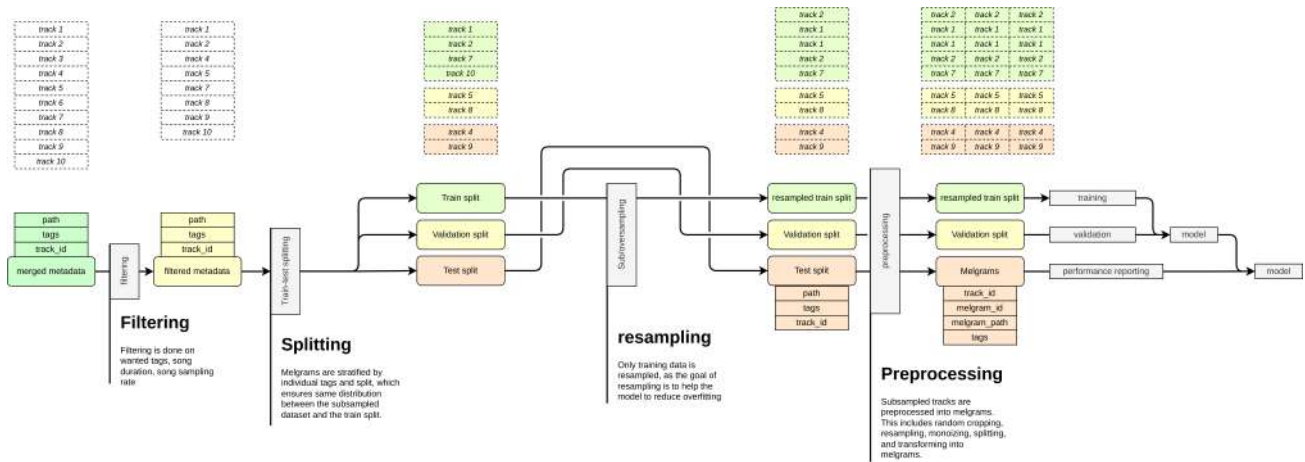 track 1
track 2
track 3
track 4
track 5
track 6
track 7
track 8
track 9
track 10
track 1
track 2
track 4
track 5
track 7
track 8
track 9
track 10
track 1
track 2
track 7
track 10
track 5
track 8
track 4
track 9
track 2
track 1
track 1
track 2
track 7
track 5
track 8
track 4
track 9
track 2 track 2 track 2
track 1 track 1 track 1
track 1 track 1 track 1
track 2 track 2 track 2
track 7 track 7 track 7
track 5 track 5 track 5
track 8 track 8 track 8
track 4 track 4 track 4
track 9 track 9 track 9
path
tags
track_id
merged metadata
filtering
path
tags
track_id
filtered metadata
Train-test splitting
Train split
Validation split
Test split
Sub/oversampling
resampled train split
Validation split
Test split
path
tags
track_id
preprocessing
resampled train split
Validation split
Melgrams
track_id
melgram_id
melgram_path
tags
training
validation
performance reporting
model
model
Filtering
Filtering is done on
wanted tags, song
duration, song sampling
rate
Splitting
Melgrams are stratified by
individual tags and split, which
ensures same distribution
between the subsampled
dataset and the train split.
resampling
Only training data is
resampled, as the goal of
resampling is to help the
model to reduce overfitting
Preprocessing
Subsampled tracks are
preprocessed into melgrams.
This includes random cropping,
resampling, monoizing, splitting,
and transforming into
melgrams.